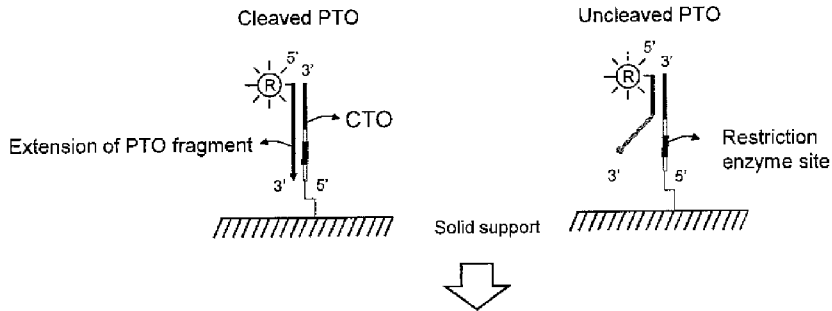 Cleaved PTO
Uncleaved PTO
5'
3'
R
CTO
Extension of PTO fragment
3'
5'
5'
3'
R
Restriction
enzyme site
3'
5'
Solid support